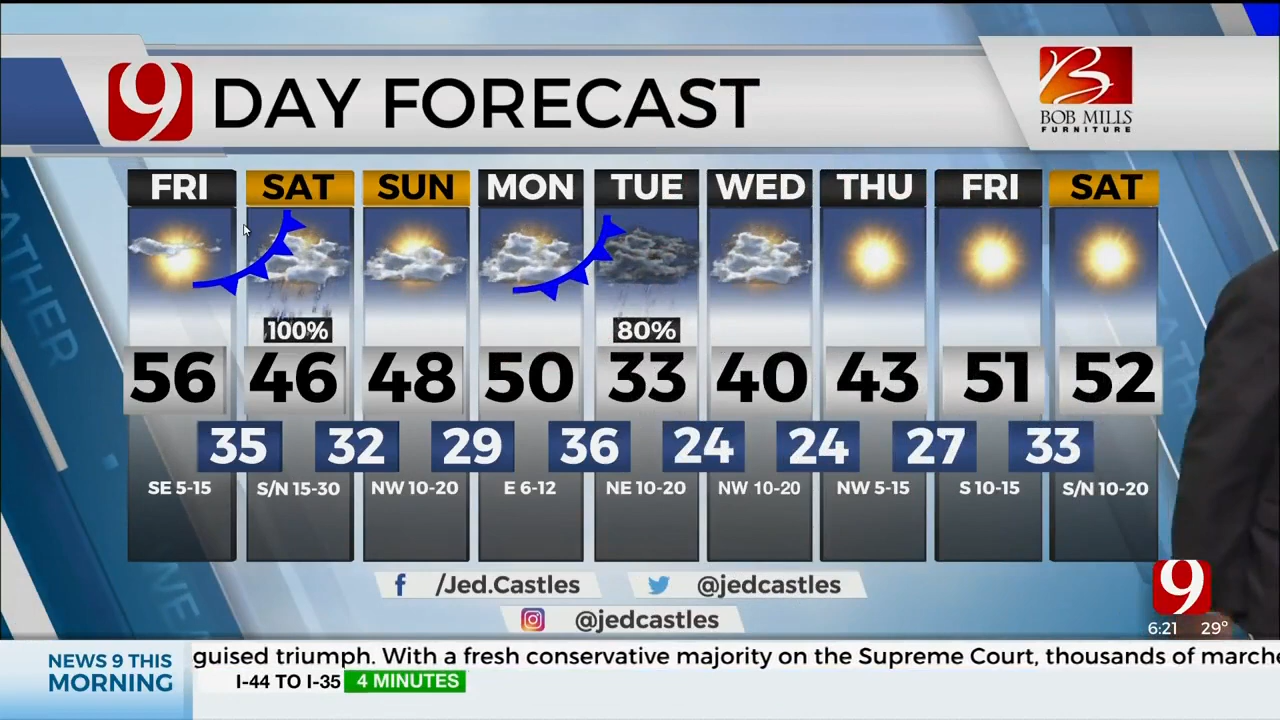 9 DAY FORECAST
B
BOB MILLS
FURNITURE
FRI SAT SUN MON TUE WED THU FRI SAT
100% 80%
56 46 48 50 33 40 43 51 52
35 32 29 36 24 24 27 33
SE 5-15 S/N 15-30 NW 10-20 E 6-12 NE 10-20 NW 10-20 NW 5-15 S 10-15 S/N 10-20
f /Jed.Castles @jedcastles
@jedcastles
9
6:21 29°
NEWS 9 THIS
MORNING
guised triumph. With a fresh conservative majority on the Supreme Court, thousands of marche
I-44 TO I-35 4 MINUTES